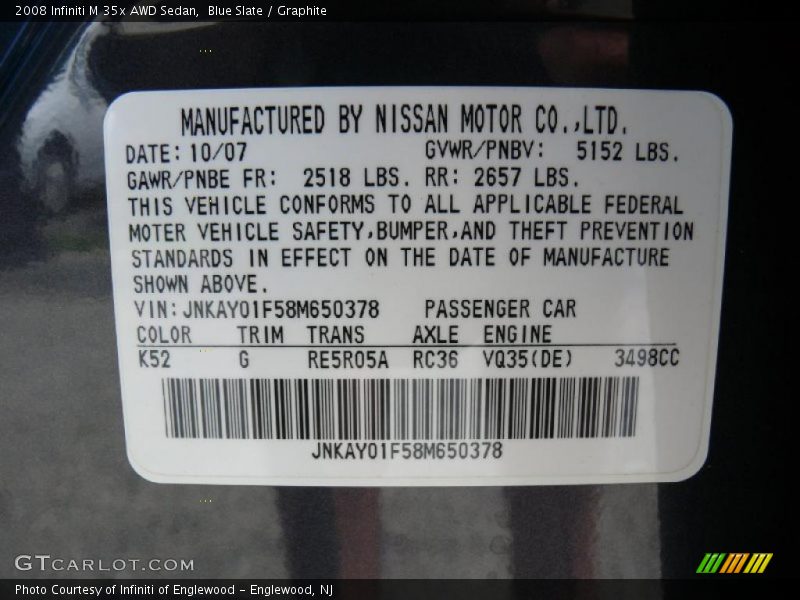 2008 Infiniti M 35x AWD Sedan,  Blue Slate / Graphite
MANUFACTURED BY NISSAN MOTOR CO.,LTD.
DATE: 10/07 GVWR/PNBV: 5152 LBS.
GAWR/PNBE FR: 2518 LBS. RR: 2657 LBS.
THIS VEHICLE CONFORMS TO ALL APPLICABLE FEDERAL
MOTER VEHICLE SAFETY,BUMPER,AND THEFT PREVENTION
STANDARDS IN EFFECT ON THE DATE OF MANUFACTURE
SHOWN ABOVE.
VIN: JNKAY01F58M650378 PASSENGER CAR
COLOR TRIM TRANS AXLE ENGINE
K52 G RE5R05A RC36 VQ35(DE) 3498CC
JNKAY01F58M650378
GTCARLOT.COM
Photo Courtesy of Infiniti of Englewood - Englewood, NJ